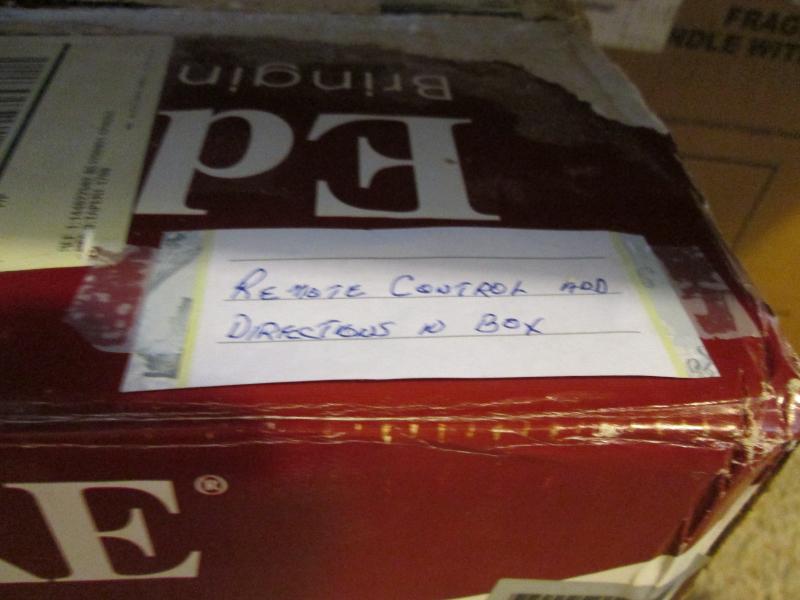 FRAG
NDLE WIT
Bringin
Ed
REMOTE CONTROL AND
DIRECTIONS IN BOX
E®